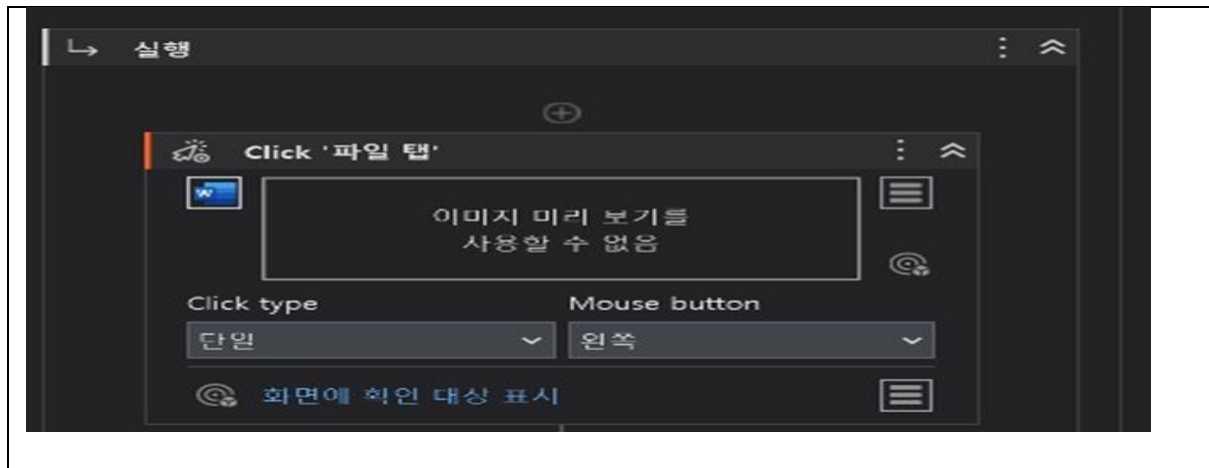 실행
Click '파일 탭'
이미지 미리 보기를
사용할 수 없음
Click type
Mouse button
단일
왼쪽
화면에 확인 대상 표시